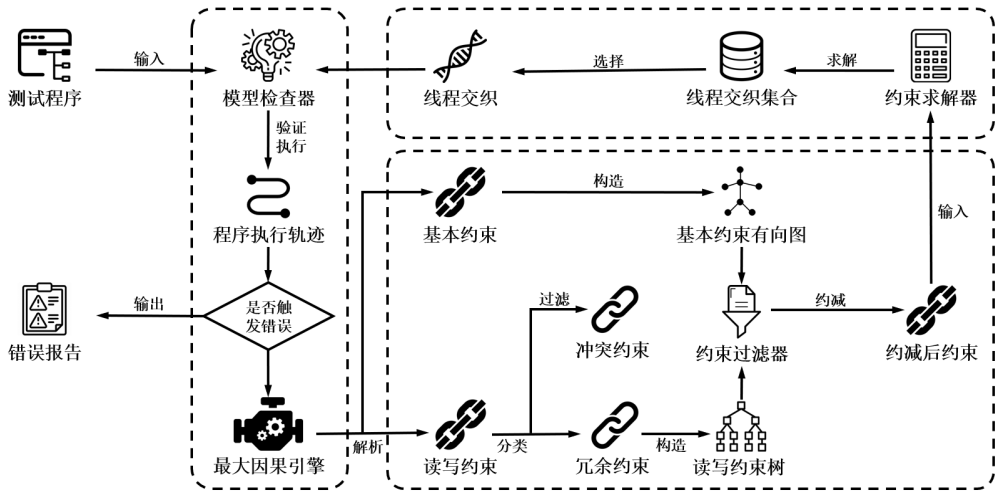 输入
选择
求解
测试程序
模型检查器
线程交织
线程交织集合
约束求解器
验证
执行
构造
输入
程序执行轨迹
基本约束
基本约束有向图
输出
是否触
发错误
过滤
约减
错误报告
冲突约束
约束过滤器
约减后约束
解析
分类
构造
最大因果引擎
读写约束
冗余约束
读写约束树